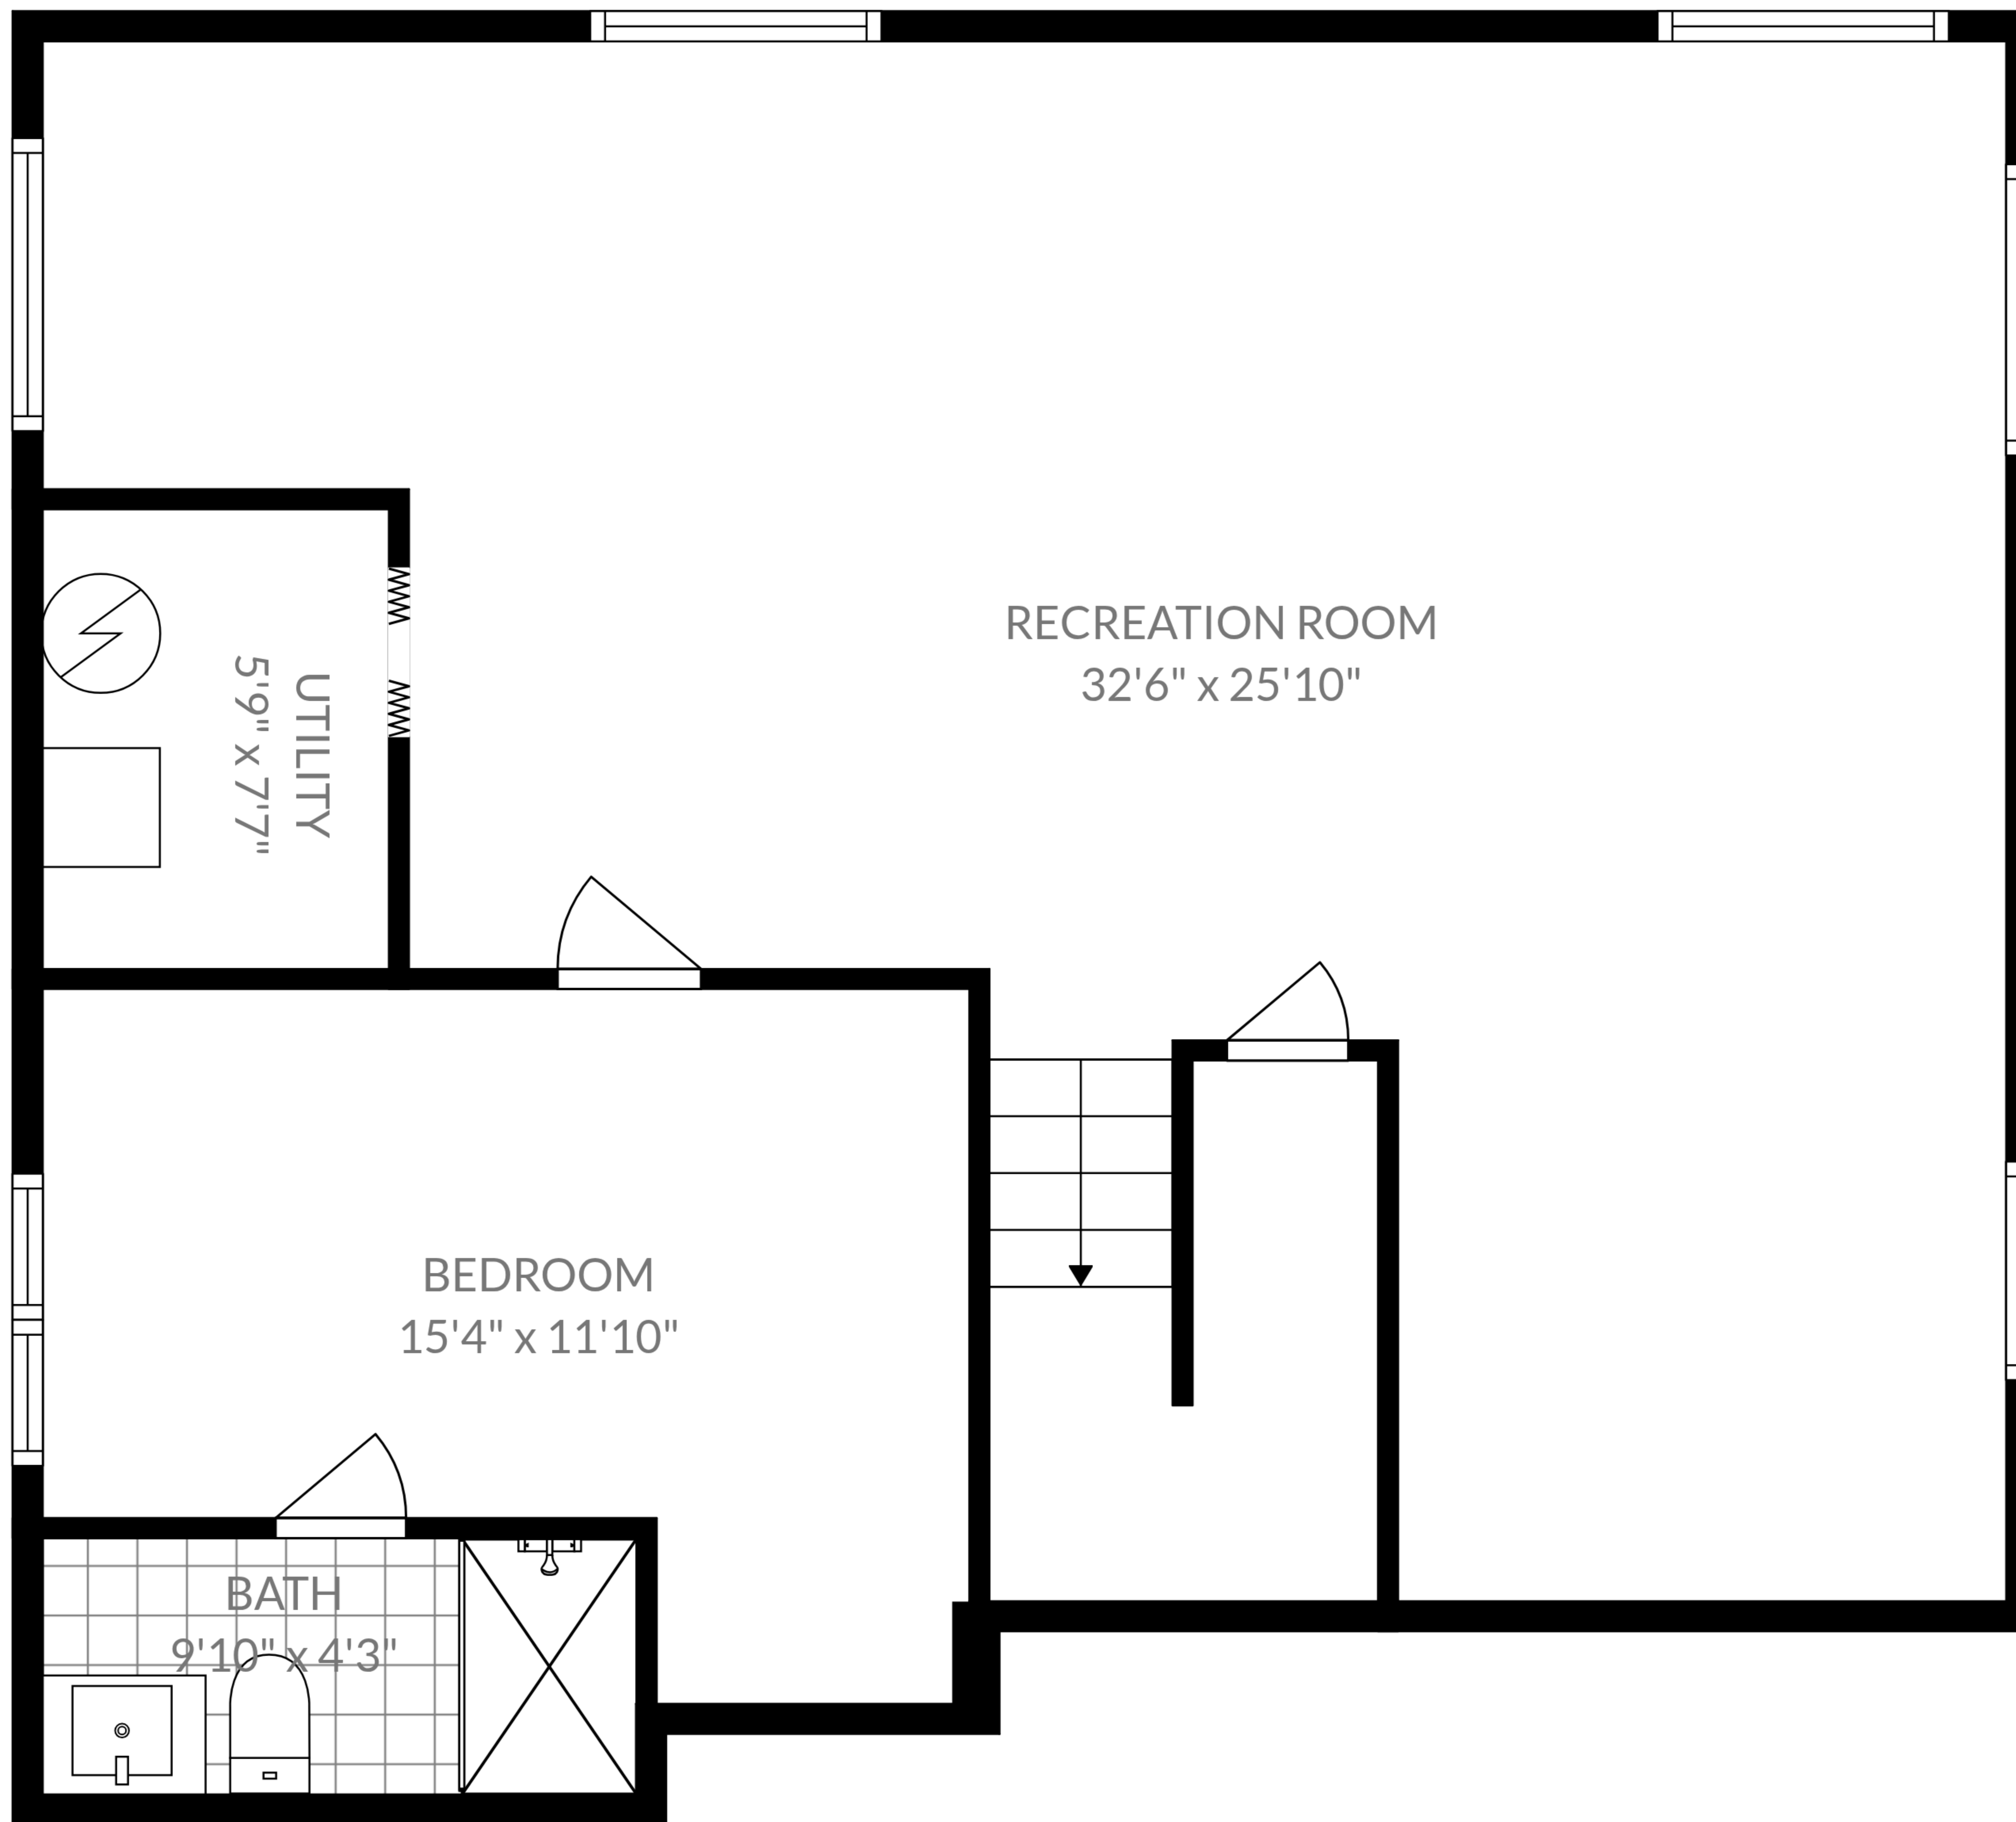 RECREATION ROOM
32'6" x 25'10"
UTILITY
5'9" x 7'7"
BEDROOM
15'4" x 11'10"
BATH
9'10" x 4'3"